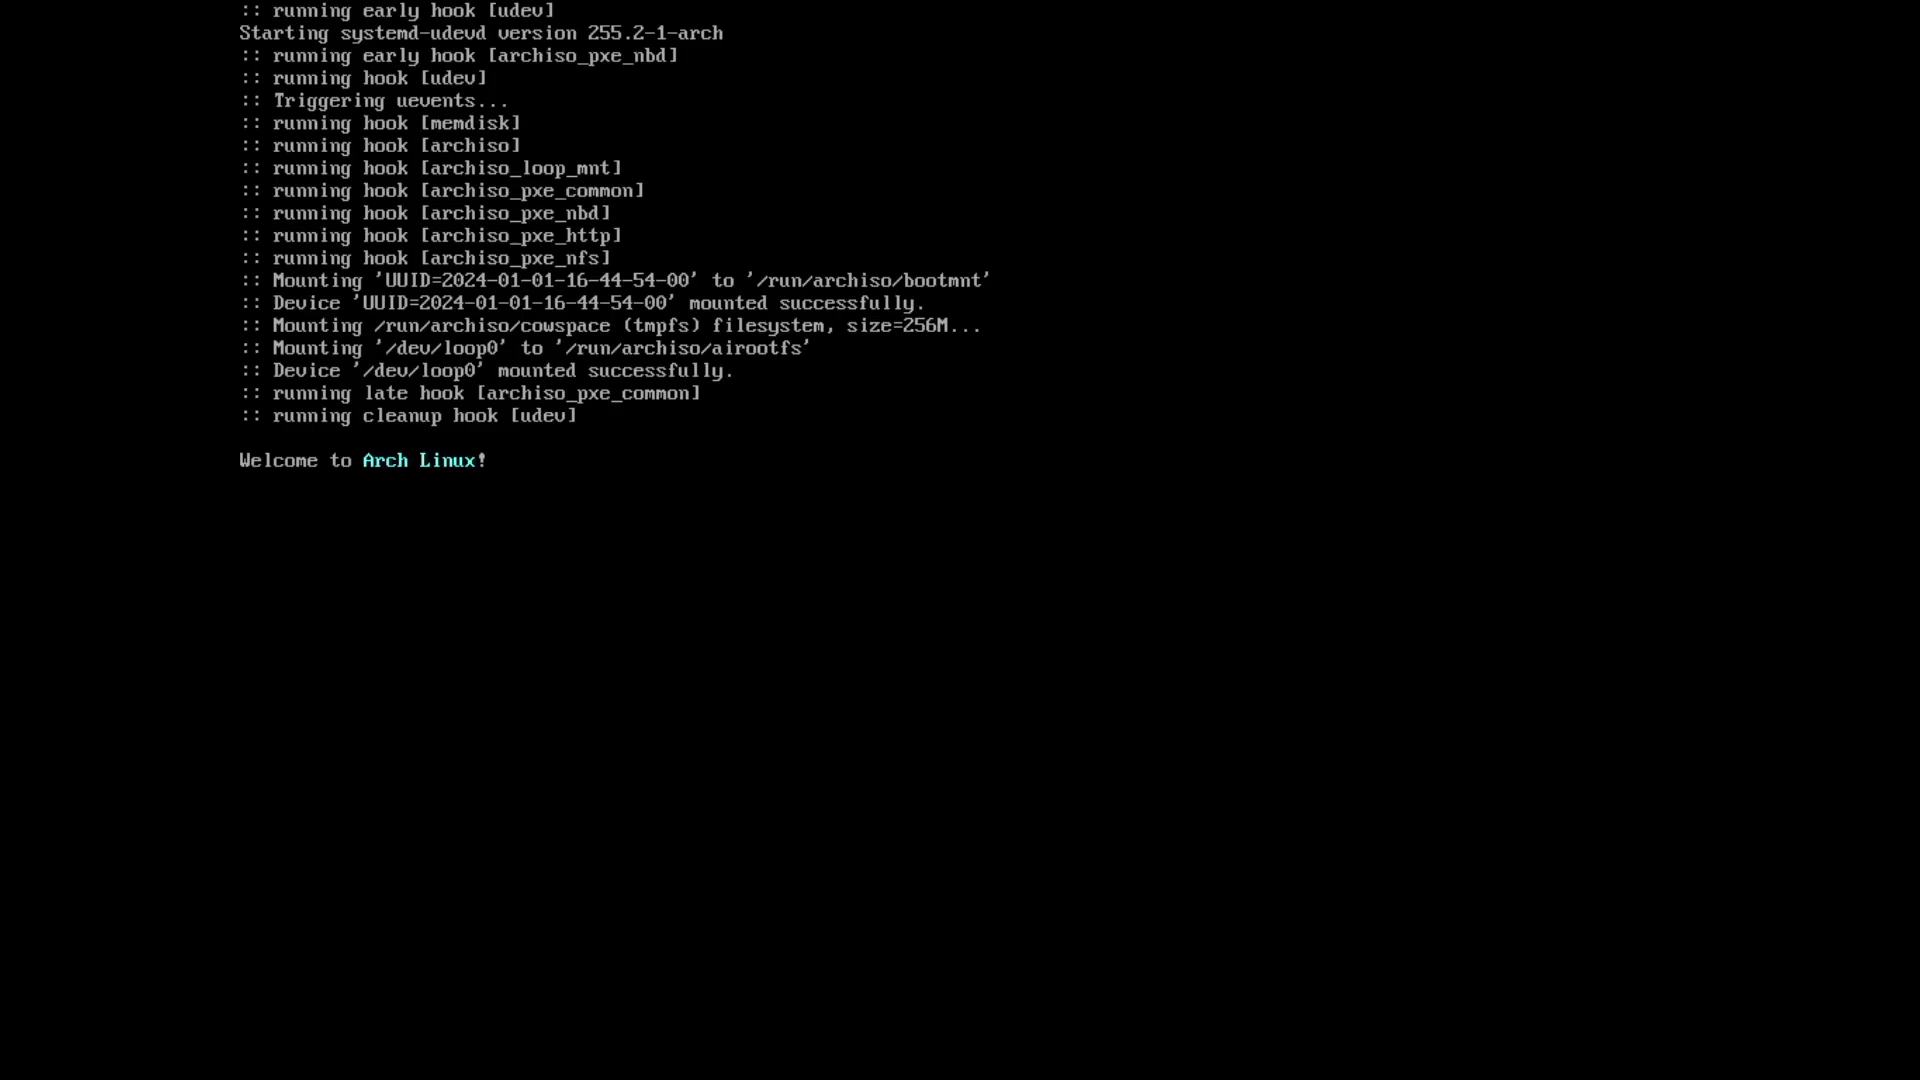 :: running early hook [udev]
Starting systemd-udevd version 255.2-1-arch
:: running early hook [archiso_pxe_nbd]
:: running hook [udev]
:: Triggering uevents...
:: running hook [memdisk]
:: running hook [archiso]
:: running hook [archiso_loop_mnt]
:: running hook [archiso_pxe_common]
:: running hook [archiso_pxe_nbd]
:: running hook [archiso_pxe_http]
:: running hook [archiso_pxe_nfs]
:: Mounting 'UUID=2024-01-01-16-44-54-00' to '/run/archiso/bootmnt'
:: Device 'UUID=2024-01-01-16-44-54-00' mounted successfully.
:: Mounting /run/archiso/cowspace (tmpfs) filesystem, size=256M...
:: Mounting '/dev/loop0' to '/run/archiso/airootfs'
:: Device '/dev/loop0' mounted successfully.
:: running late hook [archiso_pxe_common]
:: running cleanup hook [udev]
Welcome to Arch Linux!